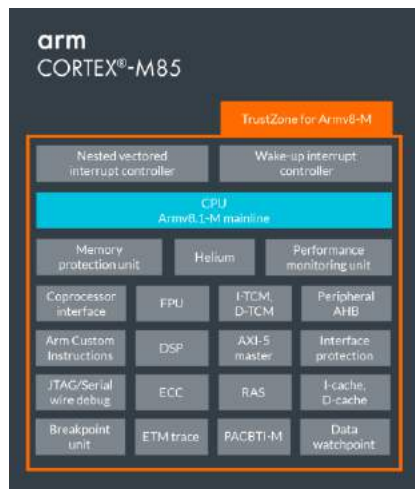 arm
CORTEX®-M85
TrustZone for Armv8-M
Nested vectored
interrupt controller
Wake-up interrupt
controller
CPU
Armv8.1-M mainline
Memory
protection unit
Helium
Performance
monitoring unit
Coprocessor
interface
FPU
I-TCM,
D-TCM
Peripheral
AHB
Arm Custom
Instructions
DSP
AXI-5
master
Interface
protection
JTAG/Serial
wire debug
ECC
RAS
I-cache,
D-cache
Breakpoint
unit
ETM trace
PACBTI-M
Data
watchpoint